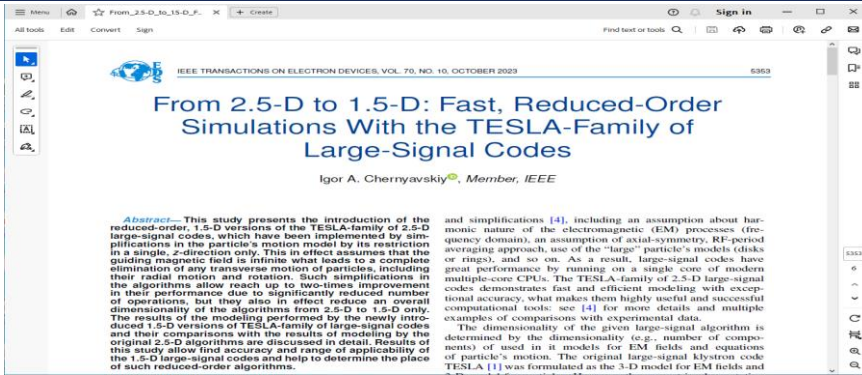 Menu
From_2.5-D_to_15-D_F...
+ Create
Sign in
All tools
Edit
Convert
Sign
Find text or tools
IEEE TRANSACTIONS ON ELECTRON DEVICES, VOL. 70, NO. 10, OCTOBER 2023
5353
From 2.5-D to 1.5-D: Fast, Reduced-Order
Simulations With the TESLA-Family of
Large-Signal Codes
Igor A. Chernyavskiy, Member, IEEE
Abstract—This study presents the introduction of the
reduced-order, 1.5-D versions of the TESLA-family of 2.5-D
large-signal codes, which have been implemented by sim-
plifications in the particle's motion model by its restriction
in a single, z-direction only. This in effect assumes that the
guiding magnetic field is infinite what leads to a complete
elimination of any transverse motion of particles, including
their radial motion and rotation. Such simplifications in
the algorithms allow reach up to two-times improvement
in their performance due to significantly reduced number
of operations, but they also in effect reduce an overall
dimensionality of the algorithms from 2.5-D to 1.5-D only.
The results of the modeling performed by the newly intro-
duced 1.5-D versions of TESLA-family of large-signal codes
and their comparisons with the results of modeling by the
original 2.5-D algorithms are discussed in detail. Results of
this study allow find accuracy and range of applicability of
the 1.5-D large-signal codes and help to determine the place
of such reduced-order algorithms.
and simplifications [4], including an assumption about har-
monic nature of the electromagnetic (EM) processes (fre-
quency domain), an assumption of axial-symmetry, RF-period
averaging approach, use of the "large" particle's models (disks
or rings), and so on. As a result, large-signal codes have
great performance by running on a single core of modern
multiple-core CPUs. The TESLA-family of 2.5-D large-signal
codes demonstrates fast and efficient modeling with excep-
tional accuracy, what makes them highly useful and successful
computational tools: see [4] for more details and multiple
examples of comparisons with experimental data.
The dimensionality of the given large-signal algorithm is
determined by the dimensionality (e.g., number of compo-
nents) of used in it models for EM fields and equations
of particle's motion. The original large-signal klystron code
TESLA [1] was formulated as the 3-D model for EM fields and
5353
6